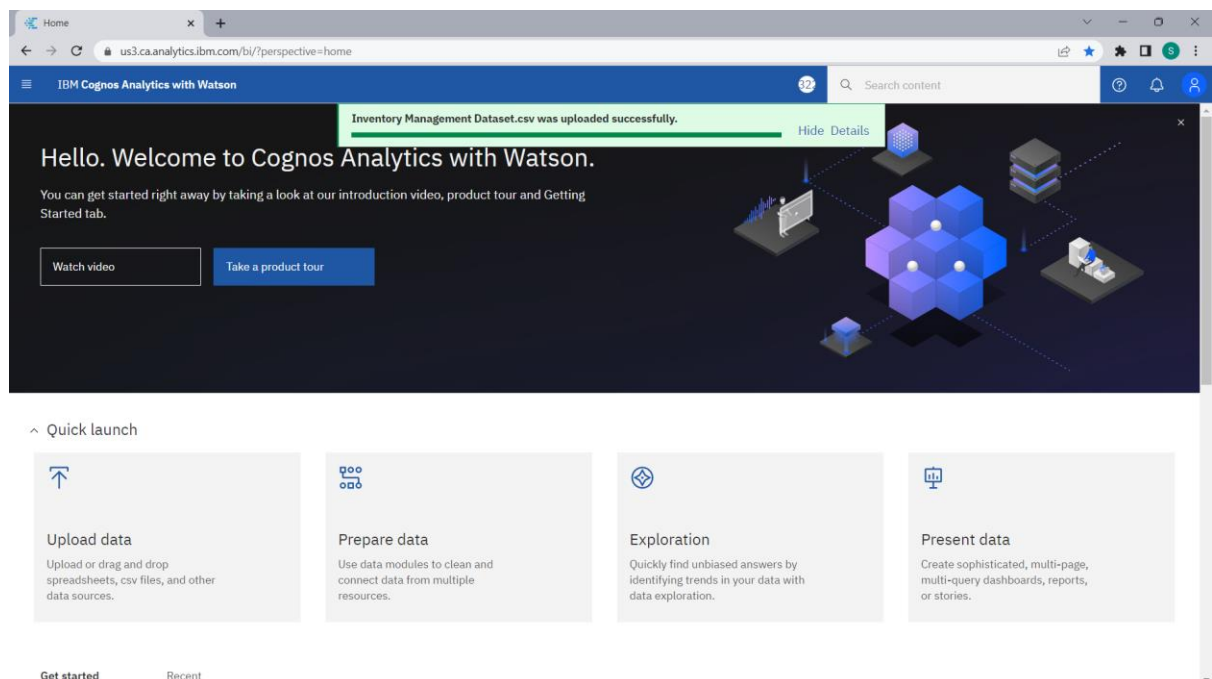 Home
us3.ca.analytics.ibm.com/bi/?perspective=home
S
IBM Cognos Analytics with Watson
Search content
Inventory Management Dataset.csv was uploaded successfully.
Hide Details
Hello. Welcome to Cognos Analytics with Watson.
You can get started right away by taking a look at our introduction video, product tour and Getting
Started tab.
Watch video
Take a product tour
Quick launch
Upload data
Upload or drag and drop
spreadsheets, csv files, and other
data sources.
Prepare data
Use data modules to clean and
connect data from multiple
resources.
Exploration
Quickly find unbiased answers by
identifying trends in your data with
data exploration.
Present data
Create sophisticated, multi-page,
multi-query dashboards, reports,
or stories.
Get started
Recent